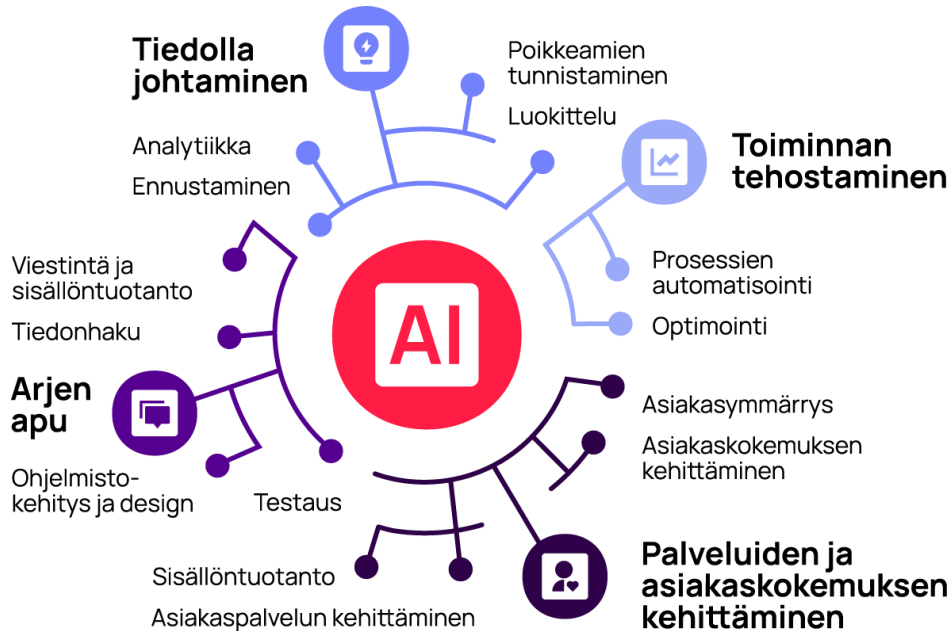 Tiedolla
johtaminen
Poikkeamien
tunnistaminen
Luokittelu
Analytiikka
Ennustaminen
Toiminnan
tehostaminen
Prosessien
automatisointi
Optimointi
Viestintä ja
sisällöntuotanto
Tiedonhaku
Arjen
apu
Ohjelmisto-
kehitys ja design
Testaus
AI
Asiakasymmärrys
Asiakaskokemuksen
kehittäminen
Sisällöntuotanto
Asiakaspalvelun kehittäminen
Palveluiden ja
asiakaskokemuksen
kehittäminen